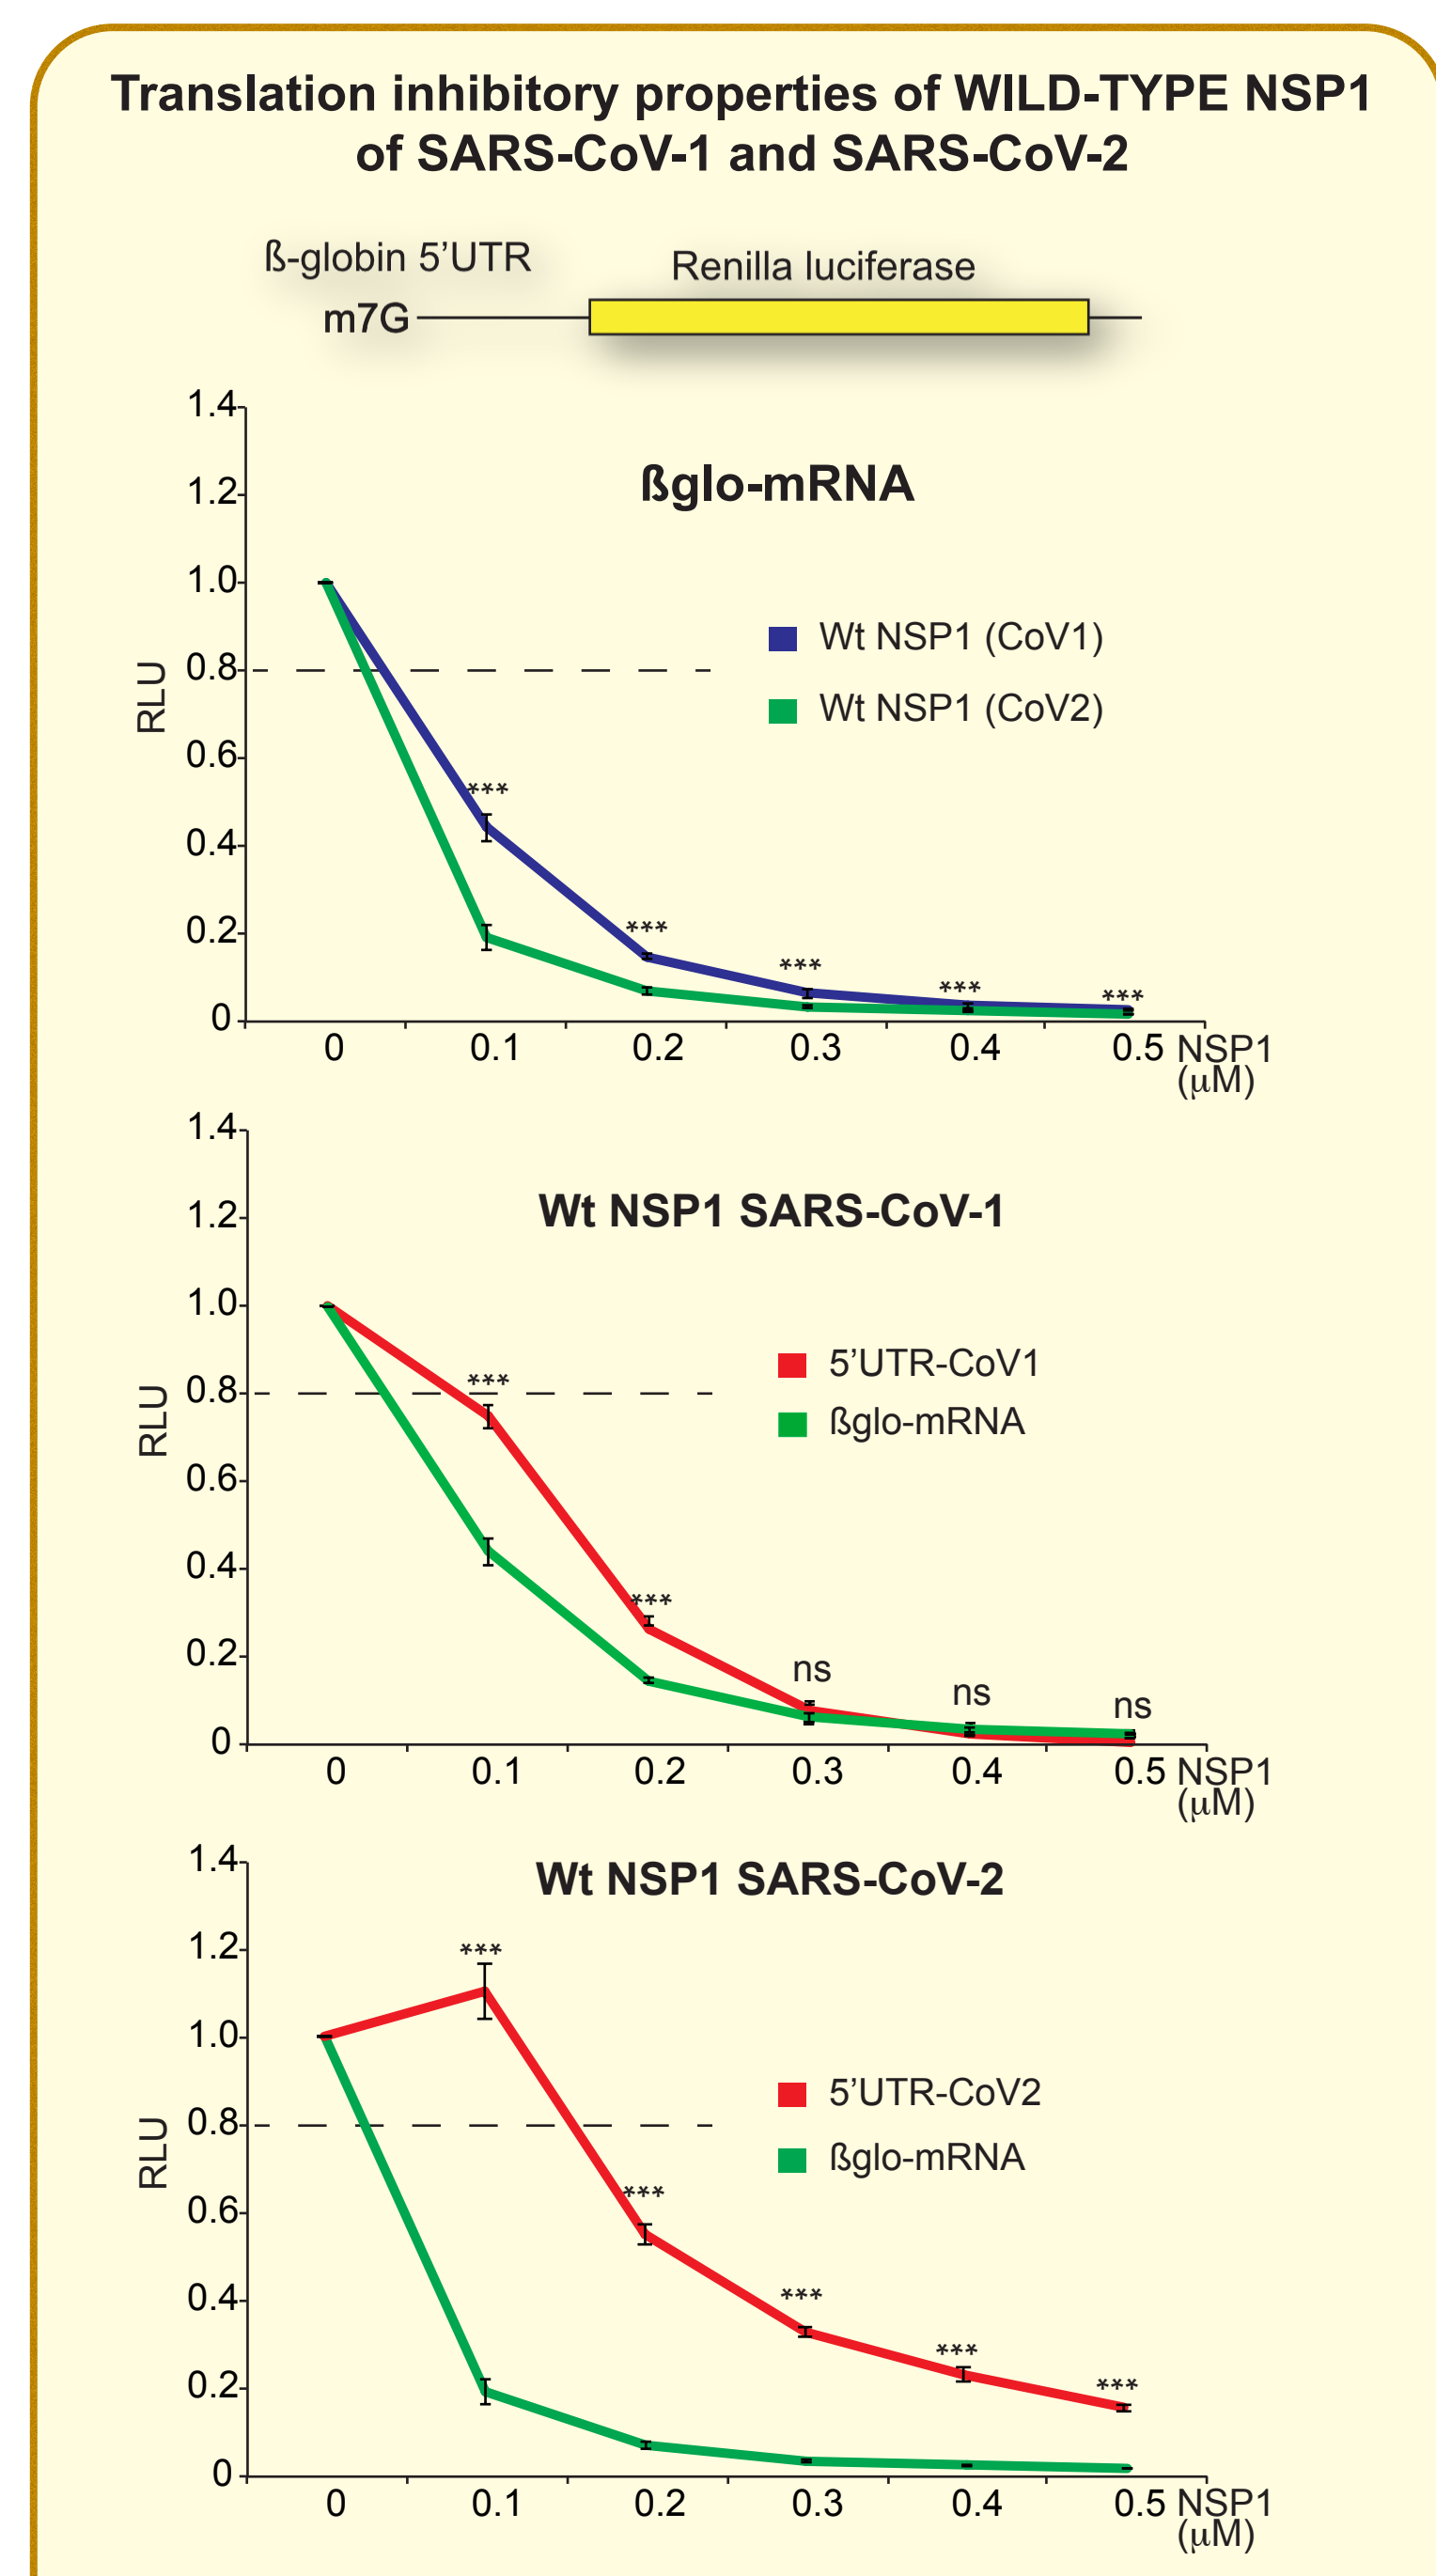 Translation inhibitory properties of WILD-TYPE NSP1
of SARS-CoV-1 and SARS-CoV-2
ß-globin 5’UTR
Renilla luciferase
m7G
ßglo-mRNA
1.4
1.2
1.0
0.8
0.6
0.4
0.2
0
RLU
Wt NSP1 (CoV1)
Wt NSP1 (CoV2)
***
***
***
***
***
0 0.1 0.2 0.3 0.4 0.5 NSP1
(µM)
Wt NSP1 SARS-CoV-1
1.4
1.2
1.0
0.8
0.6
0.4
0.2
0
RLU
5’UTR-CoV1
ßglo-mRNA
***
***
ns
ns
ns
0 0.1 0.2 0.3 0.4 0.5 NSP1
(µM)
Wt NSP1 SARS-CoV-2
1.4
1.2
1.0
0.8
0.6
0.4
0.2
0
RLU
5’UTR-CoV2
ßglo-mRNA
***
***
***
***
***
0 0.1 0.2 0.3 0.4 0.5 NSP1
(µM)